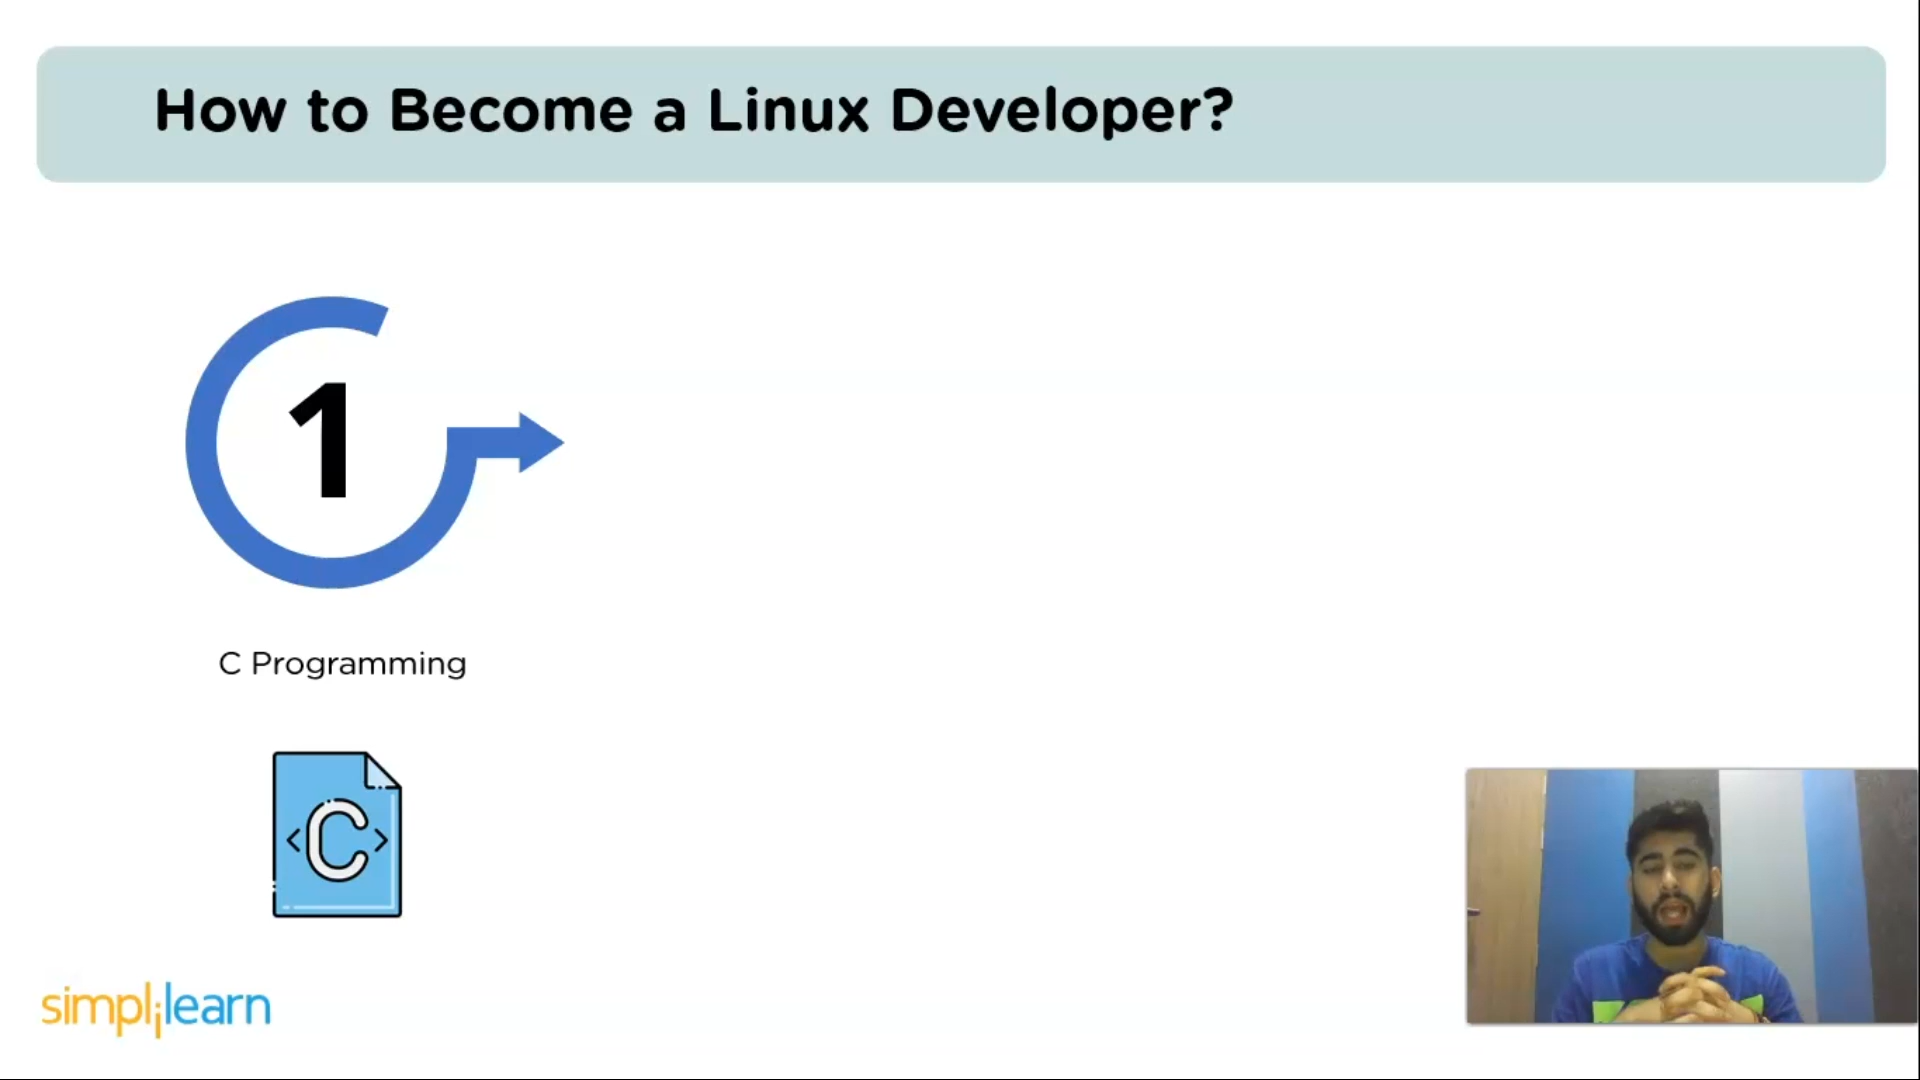 How to Become a Linux Developer?
1
C Programming
<C>
simplilearn